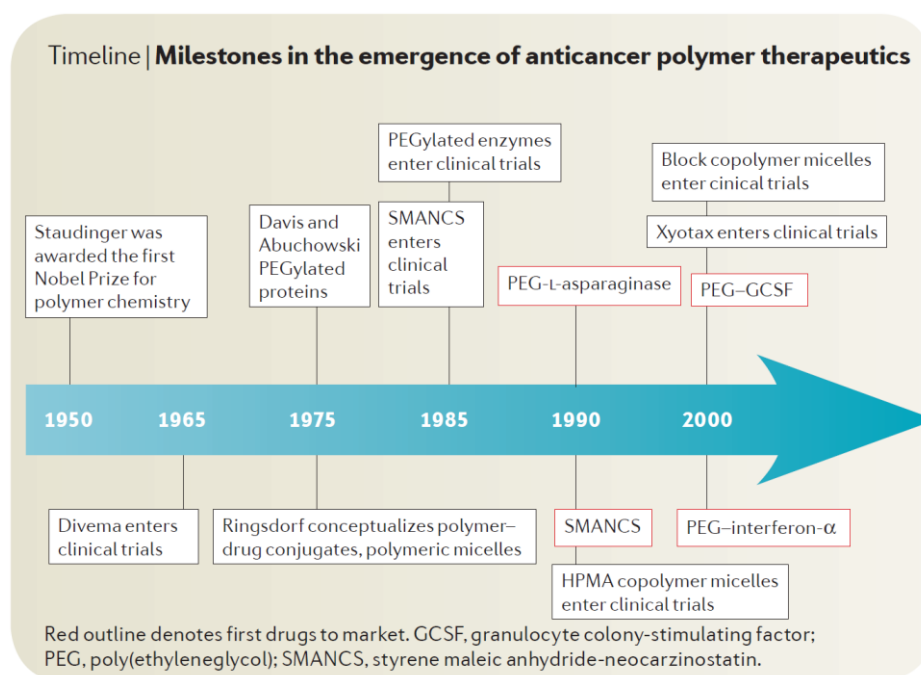 Timeline | Milestones in the emergence of anticancer polymer therapeutics
PEGylated enzymes
enter clinical trials
Block copolymer micelles
enter cinical trials
Staudinger was
awarded the first
Nobel Prize for
polymer chemistry
Davis and
Abuchowski
PEGylated
proteins
SMANCS
enters
clinical
trials
Xyotax enters clinical trials
PEG-L-asparaginase
PEG–GCSF
1950
1965
1975
1985
1990
2000
Divema enters
clinical trials
Ringsdorf conceptualizes polymer–
drug conjugates, polymeric micelles
SMANCS
PEG–interferon-α
HPMA copolymer micelles
enter clinical trials
Red outline denotes first drugs to market. GCSF, granulocyte colony-stimulating factor;
PEG, poly(ethyleneglycol); SMANCS, styrene maleic anhydride-neocarzinostatin.